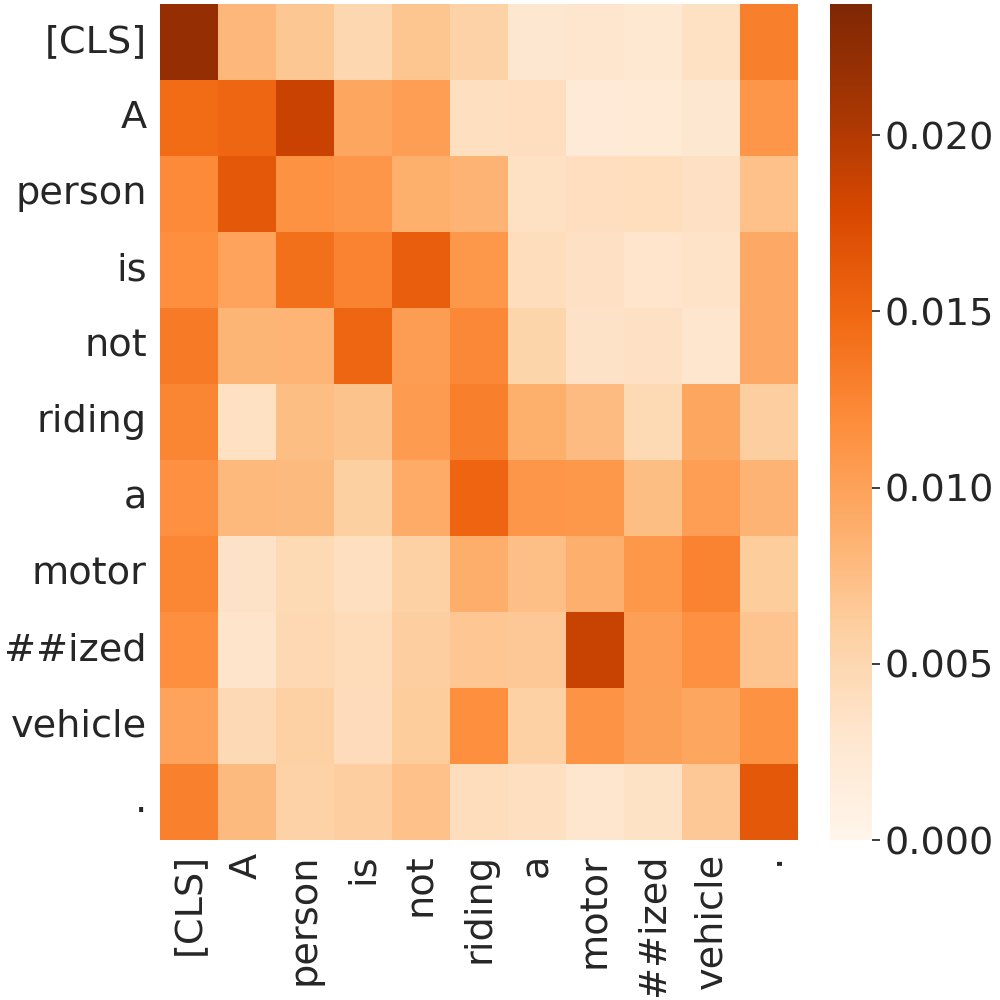 [CLS]
A
person
is
not
riding
a
motor
##ized
vehicle
.
0.020
0.015
0.010
0.005
0.000
[CLS] A person is not riding a motor ##ized vehicle .